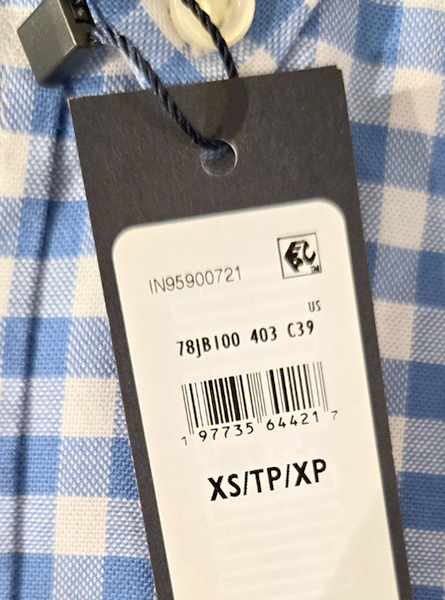 IN95900721
US
78JB100 403 C39
1 97735 64421 7
XS/TP/XP